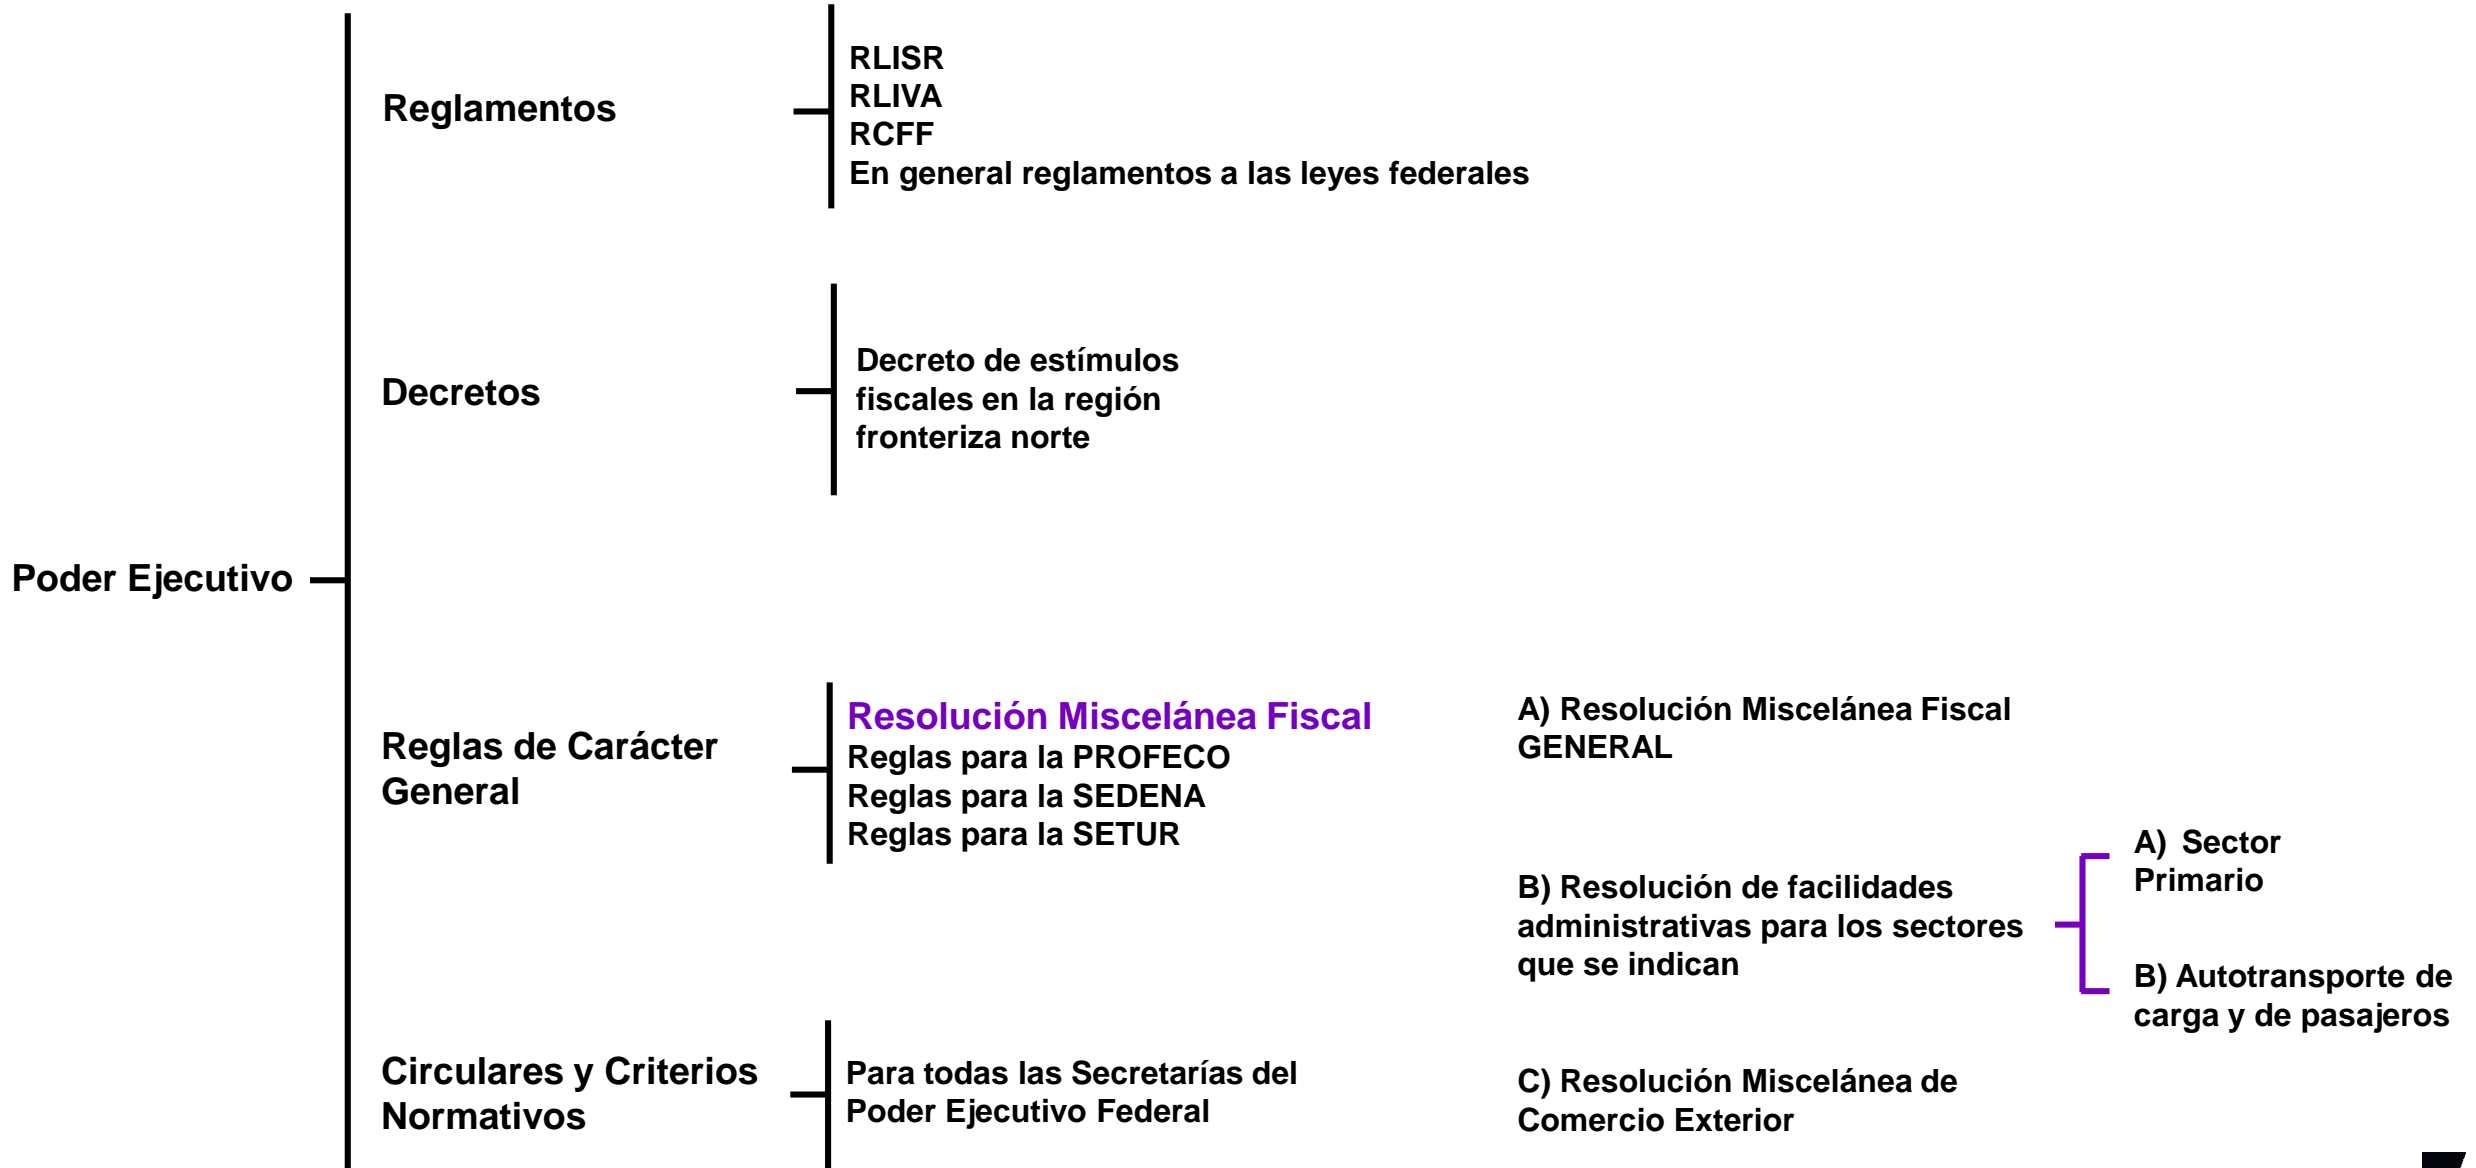 Poder Ejecutivo
Reglamentos
RLISR
RLIVA
RCFF
En general reglamentos a las leyes federales
Decretos
Decreto de estímulos
fiscales en la región
fronteriza norte
Reglas de Carácter
General
Resolución Miscelánea Fiscal
Reglas para la PROFECO
Reglas para la SEDENA
Reglas para la SETUR
A) Resolución Miscelánea Fiscal
GENERAL
B) Resolución de facilidades
administrativas para los sectores
que se indican
A) Sector
Primario
B) Autotransporte de
carga y de pasajeros
C) Resolución Miscelánea de
Comercio Exterior
Circulares y Criterios
Normativos
Para todas las Secretarías del
Poder Ejecutivo Federal